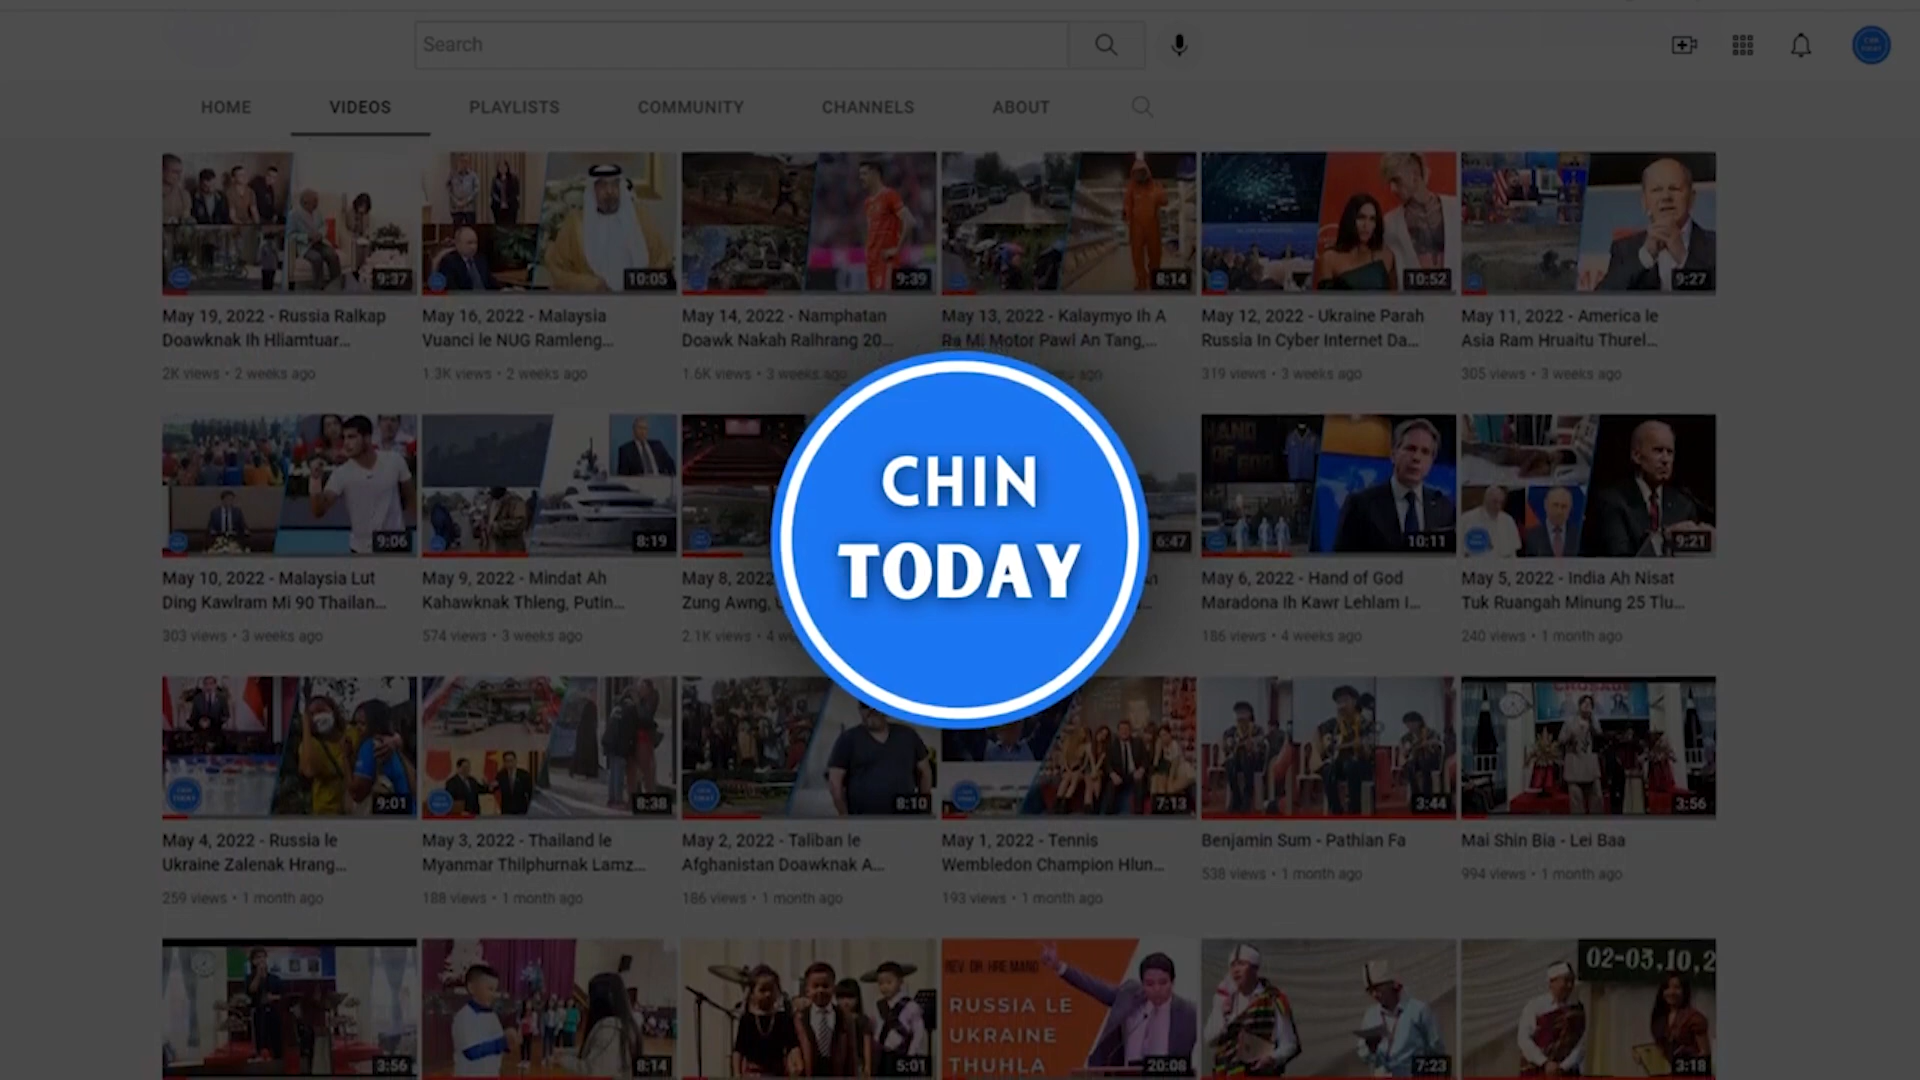 Search
HOME VIDEOS PLAYLISTS COMMUNITY CHANNELS ABOUT
9:37 10:05 9:39 8:14 10:52 9:27
May 19, 2022 - Russia Ralkap
Doawknak Ih Hliamtuar...
2K views • 2 weeks ago
May 16, 2022 - Malaysia
Vuanci le NUG Ramleng...
1.3K views • 2 weeks ago
May 14, 2022 - Namphatan
Doawk Nakah Ralhrang 20...
1.6K views • 3 weeks ago
May 13, 2022 - Kalaymyo Ih A
Ra Mi Motor Pawl An Tang,...
ago
May 12, 2022 - Ukraine Parah
Russia In Cyber Internet Da...
319 views • 3 weeks ago
May 11, 2022 - America le
Asia Ram Hruaitu Thurel...
305 views • 3 weeks ago
CHIN
TODAY
HAND
OF GOD
9:06 8:19 6:47 10:11 9:21
May 10, 2022 - Malaysia Lut
Ding Kawlram Mi 90 Thailan...
303 views • 3 weeks ago
May 9, 2022 - Mindat Ah
Kahawknak Thleng, Putin...
574 views • 3 weeks ago
May 8, 2022
Zung Awng,
2.1K views • 4
May 6, 2022 - Hand of God
Maradona Ih Kawr Lehlam I...
186 views • 4 weeks ago
May 5, 2022 - India Ah Nisat
Tuk Ruangah Minung 25 Tlu...
240 views • 1 month ago
9:01 8:38 8:10 7:13 3:44 3:56
May 4, 2022 - Russia le
Ukraine Zalenak Hrang...
259 views • 1 month ago
May 3, 2022 - Thailand le
Myanmar Thilphurnak Lamz...
188 views • 1 month ago
May 2, 2022 - Taliban le
Afghanistan Doawknak A...
186 views • 1 month ago
May 1, 2022 - Tennis
Wembledon Champion Hlun...
193 views • 1 month ago
Benjamin Sum - Pathian Fa
538 views • 1 month ago
Mai Shin Bia - Lei Baa
994 views • 1 month ago
REV. DR. HRE MANG
RUSSIA LE
UKRAINE
THUHLA
02-03,10,2
3:56 8:14 5:01 20:08 7:23 3:18